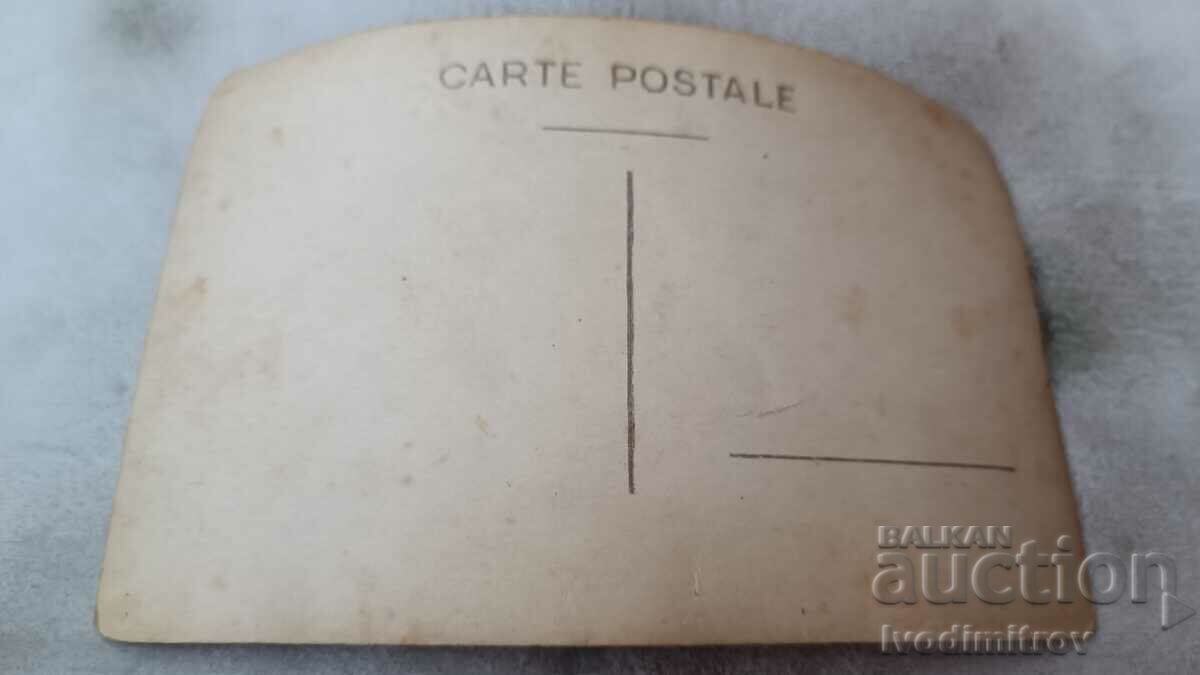 CARTE POSTALE
BALKAN
auction
Ivodimitrov